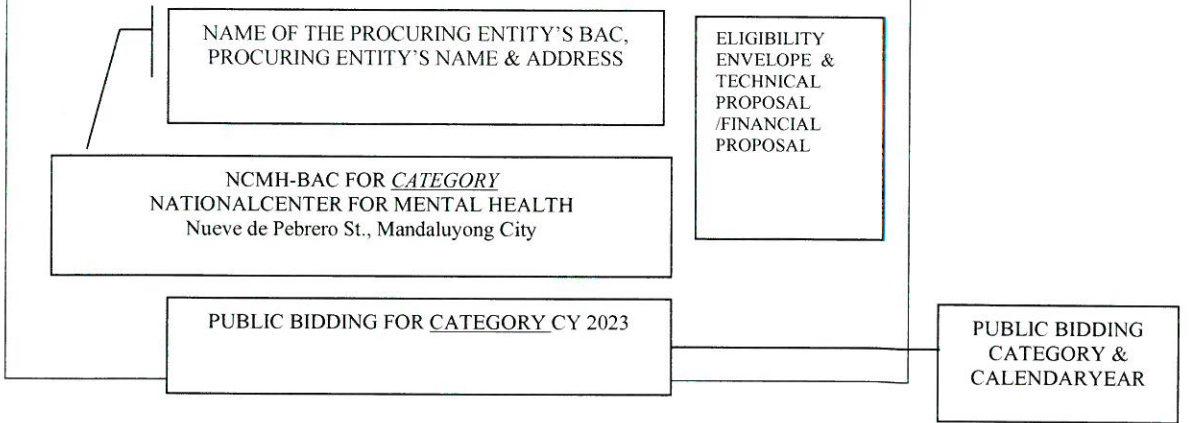 NAME OF THE PROCURING ENTITY'S BAC,
PROCURING ENTITY'S NAME & ADDRESS
ELIGIBILITY
ENVELOPE &
TECHNICAL
PROPOSAL
/FINANCIAL
PROPOSAL
NCMH-BAC FOR CATEGORY
NATIONALCENTER FOR MENTAL HEALTH
Nueve de Pebrero St., Mandaluyong City
PUBLIC BIDDING FOR CATEGORY CY 2023
PUBLIC BIDDING
CATEGORY &
CALENDARYEAR